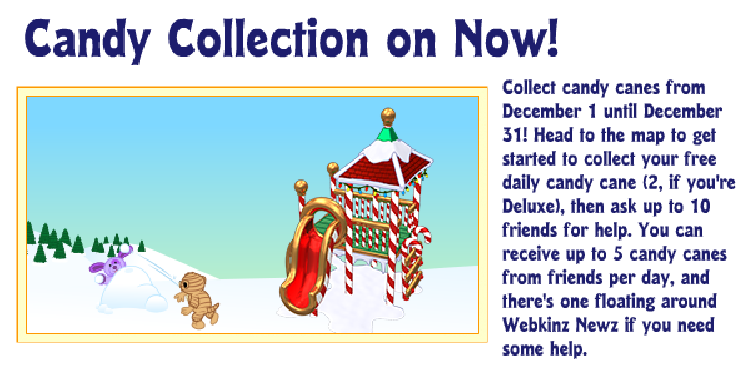 Candy Collection on Now!
Collect candy canes from
December 1 until December
31! Head to the map to get
started to collect your free
daily candy cane (2, if you're
Deluxe), then ask up to 10
friends for help. You can
receive up to 5 candy canes
from friends per day, and
there's one floating around
Webkinz Newz if you need
some help.